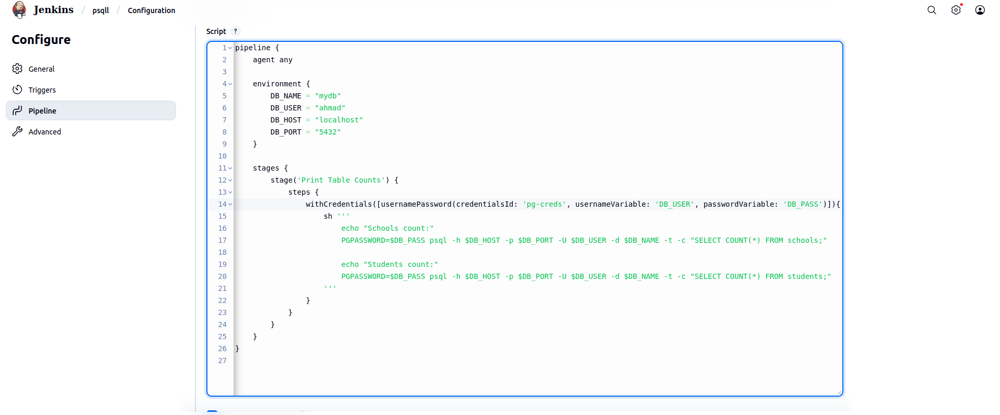 Jenkins / psqll / Configuration
Configure
General
Triggers
Pipeline
Advanced
Script ?
1 pipeline {
2     agent any
3
4     environment {
5         DB_NAME = "mydb"
6         DB_USER = "ahmad"
7         DB_HOST = "localhost"
8         DB_PORT = "5432"
9     }
10
11     stages {
12         stage('Print Table Counts') {
13             steps {
14                 withCredentials([usernamePassword(credentialsId: 'pg-creds', usernameVariable: 'DB_USER', passwordVariable: 'DB_PASS')]){
15                     sh '''
16                         echo "Schools count:"
17                         PGPASSWORD=$DB_PASS psql -h $DB_HOST -p $DB_PORT -U $DB_USER -d $DB_NAME -t -c "SELECT COUNT(*) FROM schools;"
18
19                         echo "Students count:"
20                         PGPASSWORD=$DB_PASS psql -h $DB_HOST -p $DB_PORT -U $DB_USER -d $DB_NAME -t -c "SELECT COUNT(*) FROM students;"
21                     '''
22                 }
23             }
24         }
25     }
26 }
27